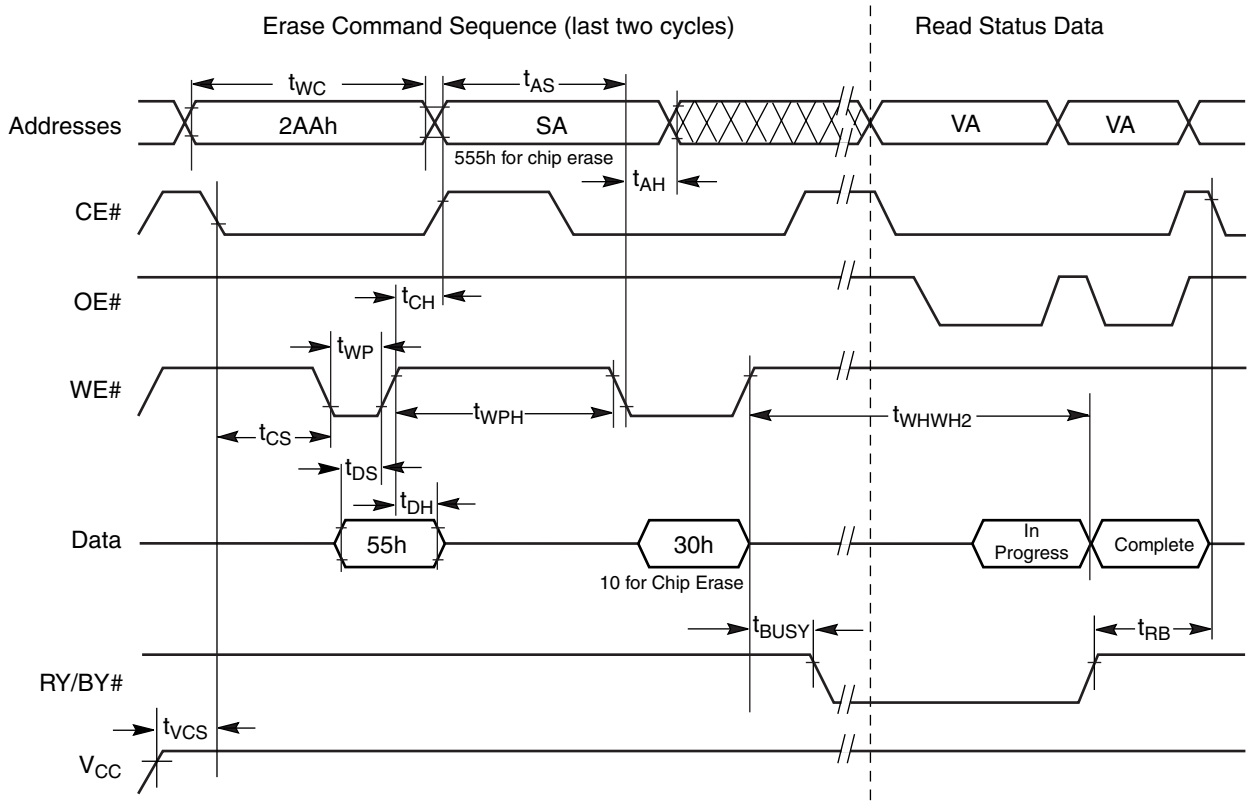 Erase Command Sequence (last two cycles)
Read Status Data
tWC
tAS
Addresses
2AAh
SA
VA
VA
555h for chip erase
tAH
CE#
tCH
OE#
tWP
WE#
tWPH
tWHWH2
tCS
tDS
tDH
Data
55h
30h
In
Progress
Complete
10 for Chip Erase
tBUSY
tRB
RY/BY#
tVCS
VCC